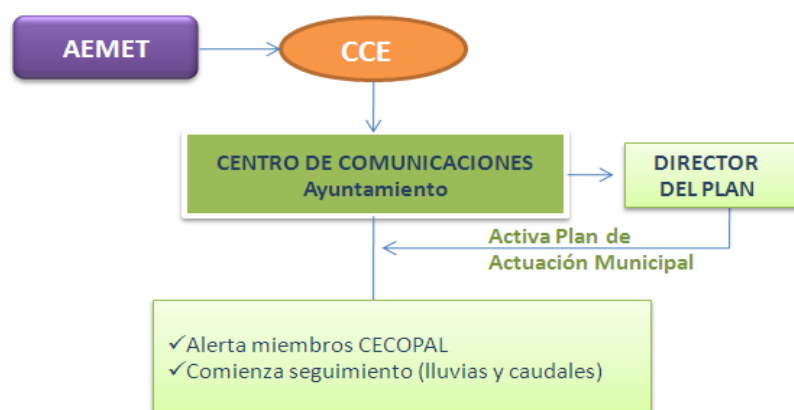 AEMET
CCE
CENTRO DE COMUNICACIONES
Ayuntamiento
DIRECTOR
DEL PLAN
Activa Plan de
Actuación Municipal
✓Alerta miembros CECOPAL
✓Comienza seguimiento (lluvias y caudales)